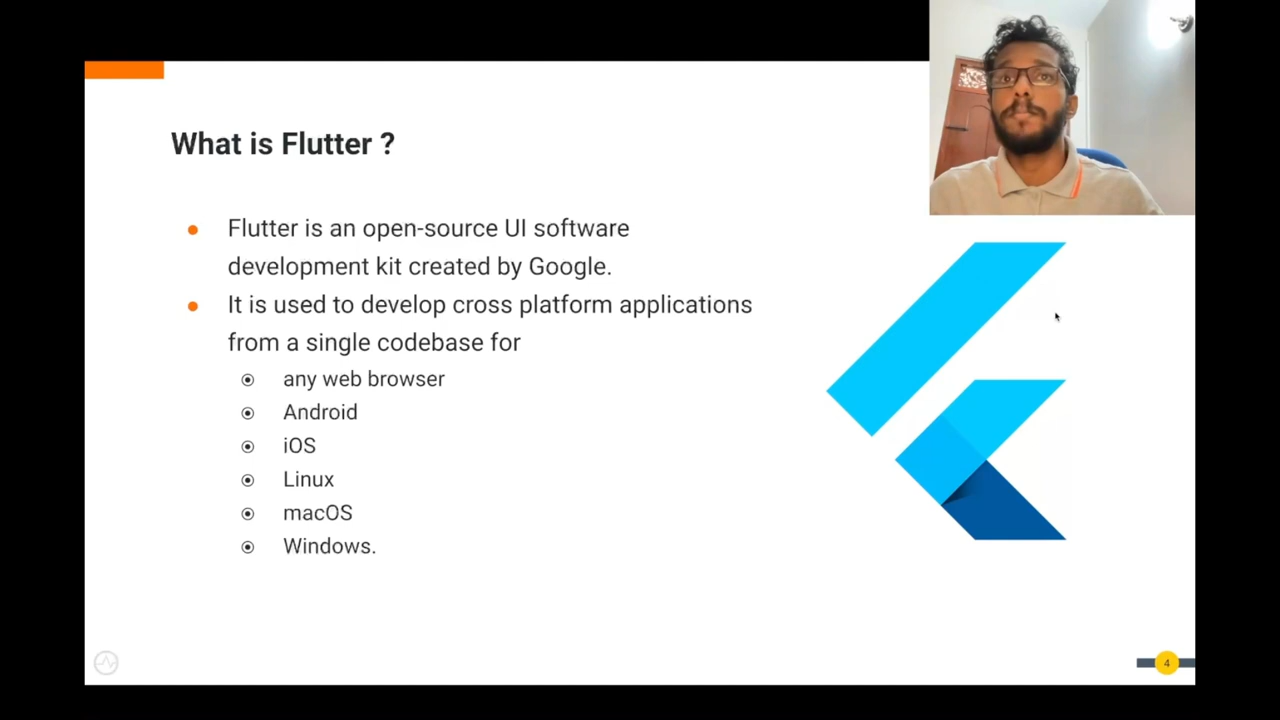 What is Flutter ?
Flutter is an open-source UI software
development kit created by Google.
It is used to develop cross platform applications
from a single codebase for
any web browser
Android
iOS
Linux
macOS
Windows.
4